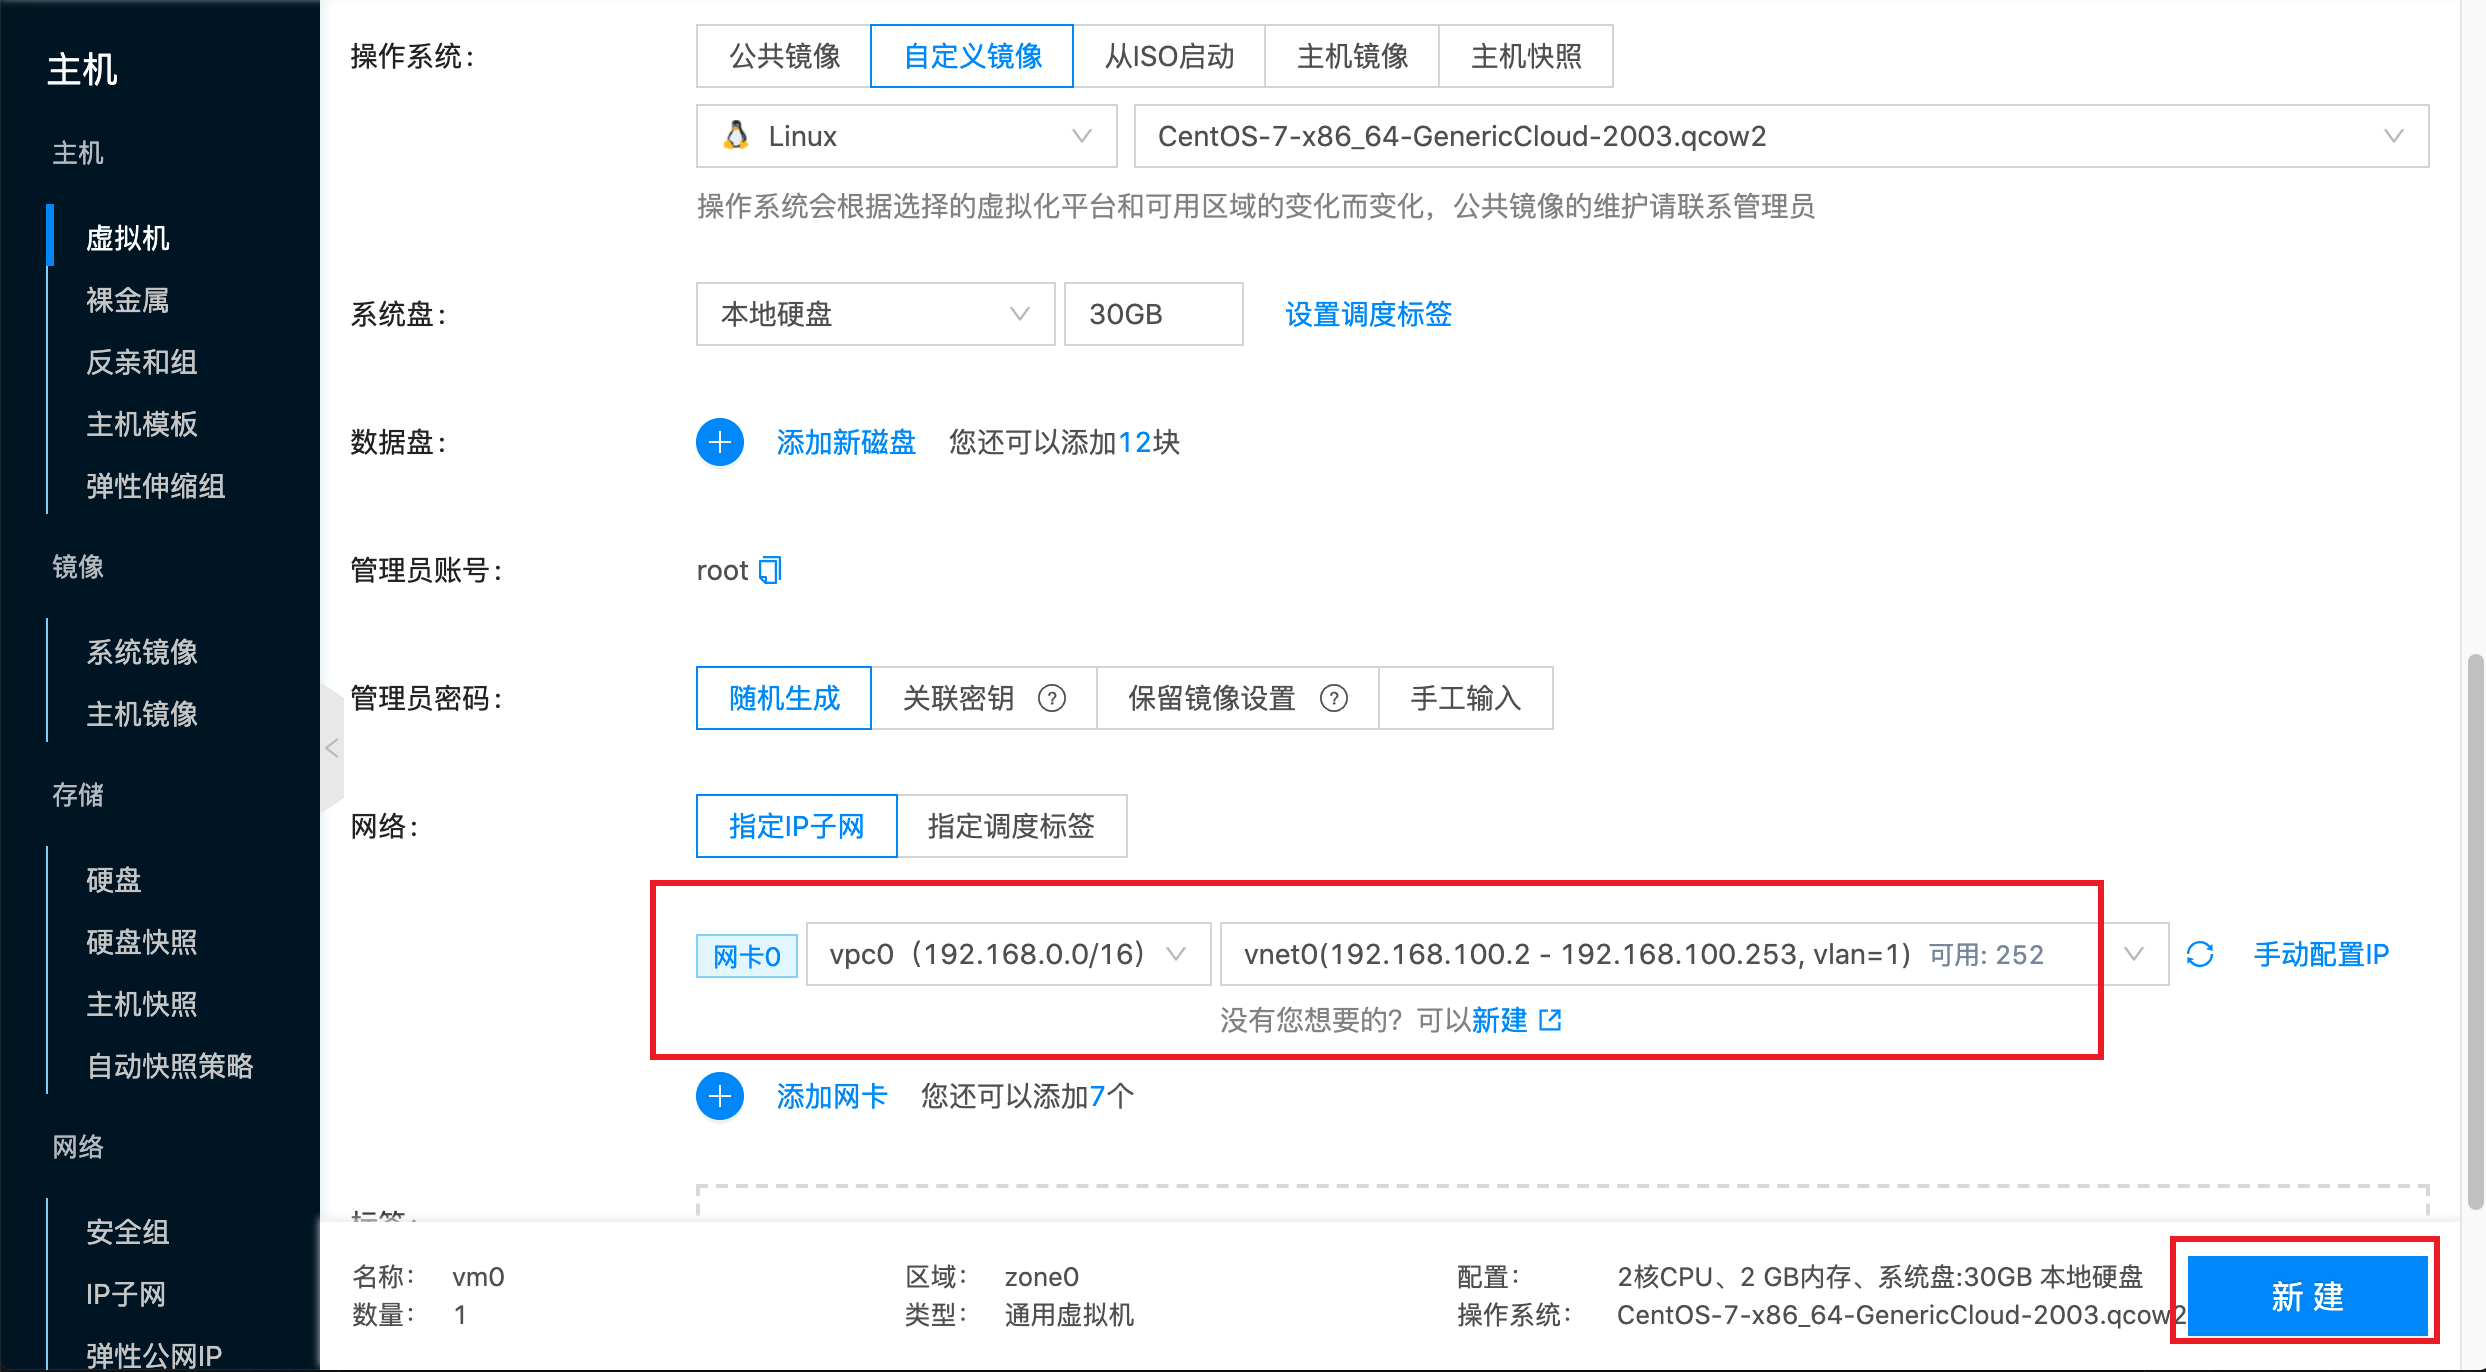 主机
主机
虚拟机
裸金属
反亲和组
主机模板
弹性伸缩组
镜像
系统镜像
主机镜像
存储
硬盘
硬盘快照
主机快照
自动快照策略
网络
安全组
IP子网
弹性公网IP
操作系统：
公共镜像 自定义镜像 从ISO启动 主机镜像 主机快照
Linux CentOS-7-x86_64-GenericCloud-2003.qcow2
操作系统会根据选择的虚拟化平台和可用区域的变化而变化，公共镜像的维护请联系管理员
系统盘： 本地硬盘 30GB 设置调度标签
数据盘： 添加新磁盘 您还可以添加12块
管理员账号： root
管理员密码： 随机生成 关联密钥 ? 保留镜像设置 ? 手工输入
网络： 指定IP子网 指定调度标签
网卡0 vpc0（192.168.0.0/16） vnet0(192.168.100.2 - 192.168.100.253, vlan=1) 可用: 252 手动配置IP
没有您想要的？可以新建
添加网卡 您还可以添加7个
标签：
名称： vm0 区域： zone0 配置： 2核CPU、2 GB内存、系统盘:30GB 本地硬盘
数量： 1 类型： 通用虚拟机 操作系统： CentOS-7-x86_64-GenericCloud-2003.qcow2
新 建